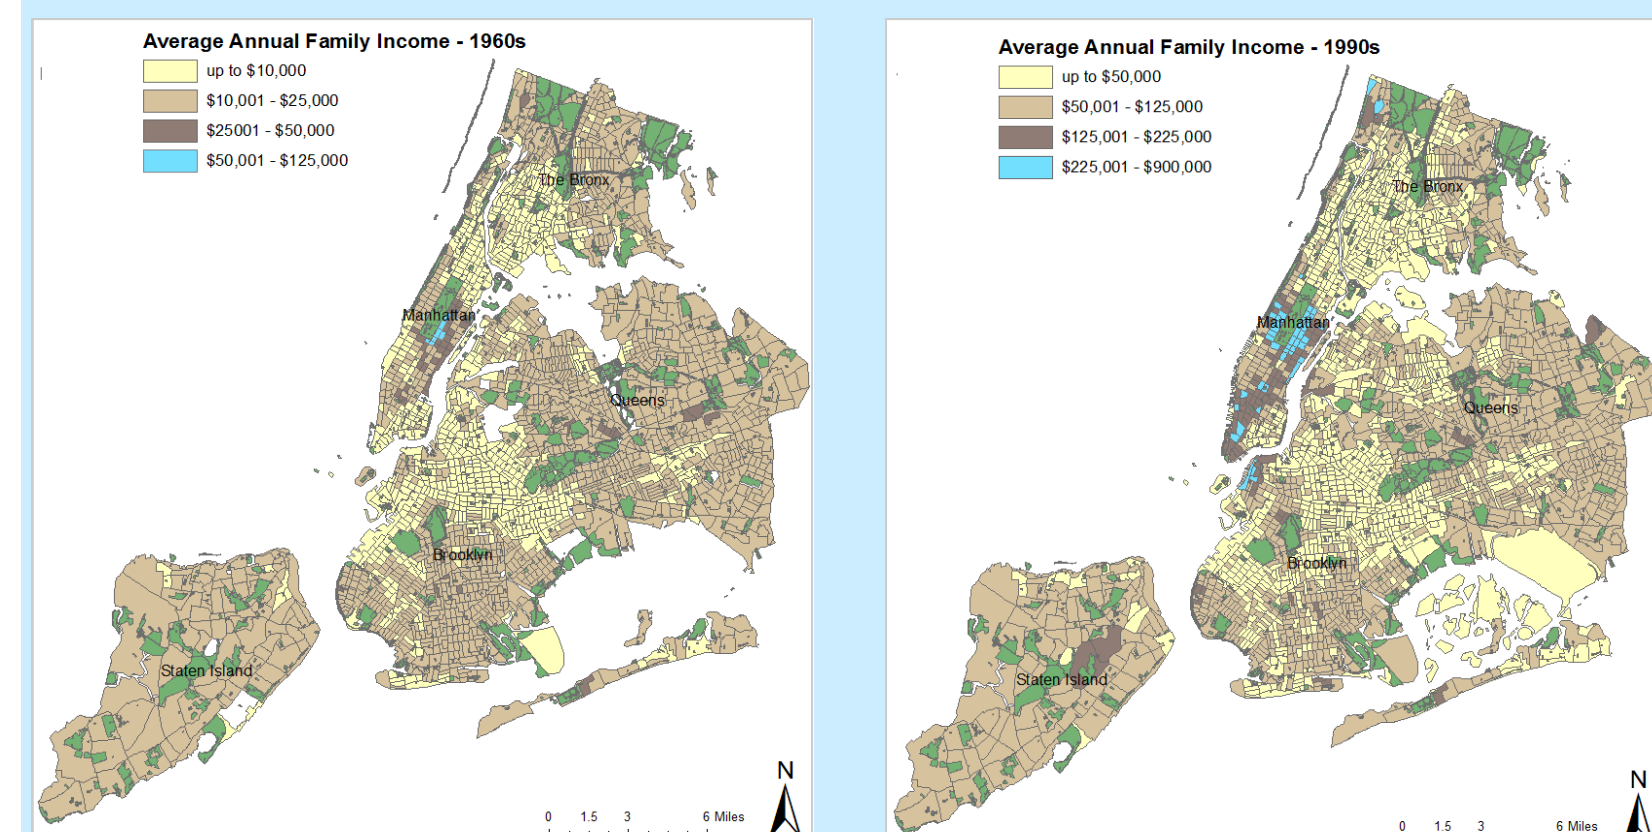 Average Annual Family Income - 1960s
up to $10,000
$10,001 - $25,000
$25001 - $50,000
$50,001 - $125,000
The Bronx
Manhattan
Queens
Brooklyn
Staten Island
N
0 1.5 3 6 Miles
Average Annual Family Income - 1990s
up to $50,000
$50,001 - $125,000
$125,001 - $225,000
$225,001 - $900,000
The Bronx
Manhattan
Queens
Brooklyn
Staten Island
N
0 1.5 3 6 Miles